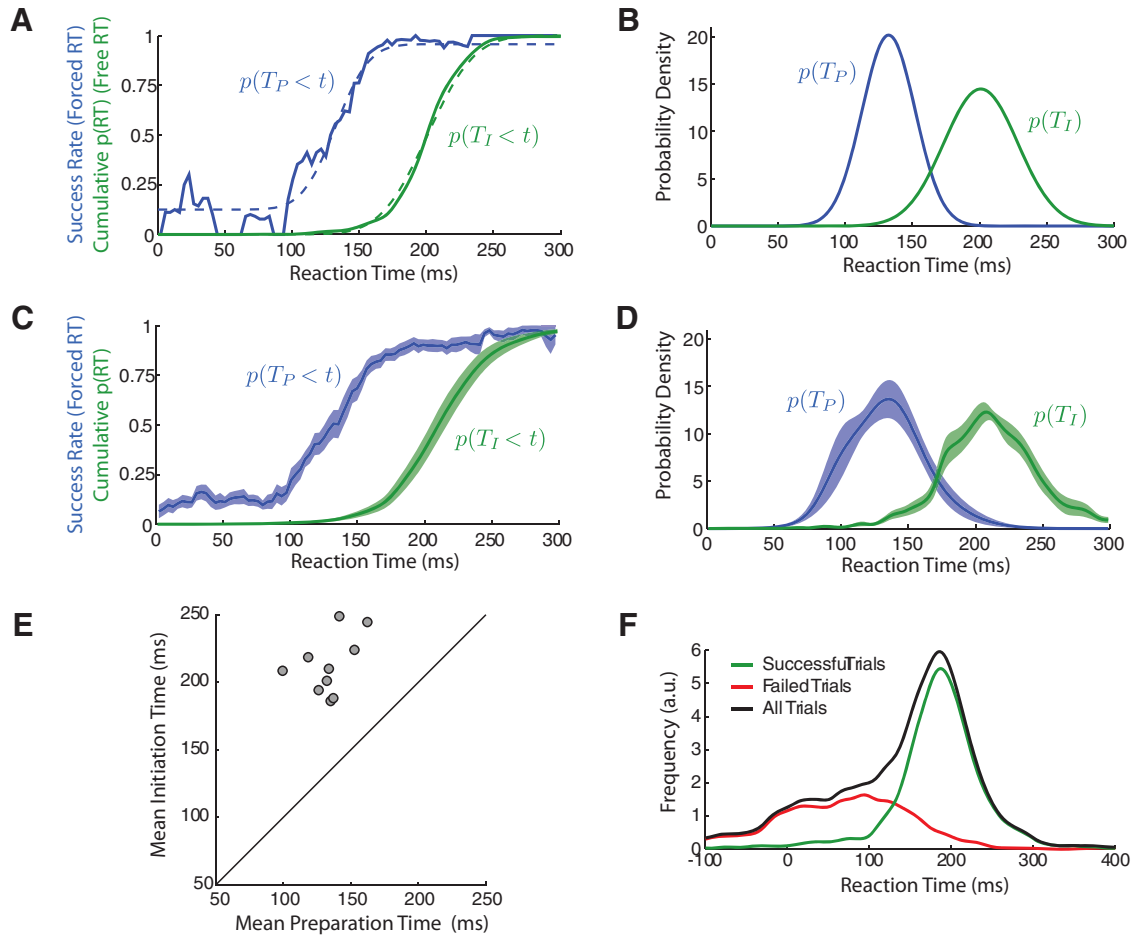 A
Success Rate (Forced RT)
Cumulative p(RT) (Free RT)
1
0.75
0.5
0.25
0
p(T_P < t)
p(T_I < t)
0 50 100 150 200 250 300
Reaction Time (ms)
B
Probability Density
20
15
10
5
0
p(T_P)
p(T_I)
0 50 100 150 200 250 300
Reaction Time (ms)
C
Success Rate (Forced RT)
Cumulative p(RT)
1
0.75
0.5
0.25
0
p(T_P < t)
p(T_I < t)
0 50 100 150 200 250 300
Reaction Time (ms)
D
Probability Density
20
15
10
5
0
p(T_P)
p(T_I)
0 50 100 150 200 250 300
Reaction Time (ms)
E
Mean Initiation Time (ms)
250
200
150
100
50
50 100 150 200 250
Mean Preparation Time (ms)
F
Frequency (a.u.)
6
5
4
3
2
1
0
SuccessfulTrials
Failed Trials
All Trials
-100 0 100 200 300 400
Reaction Time (ms)